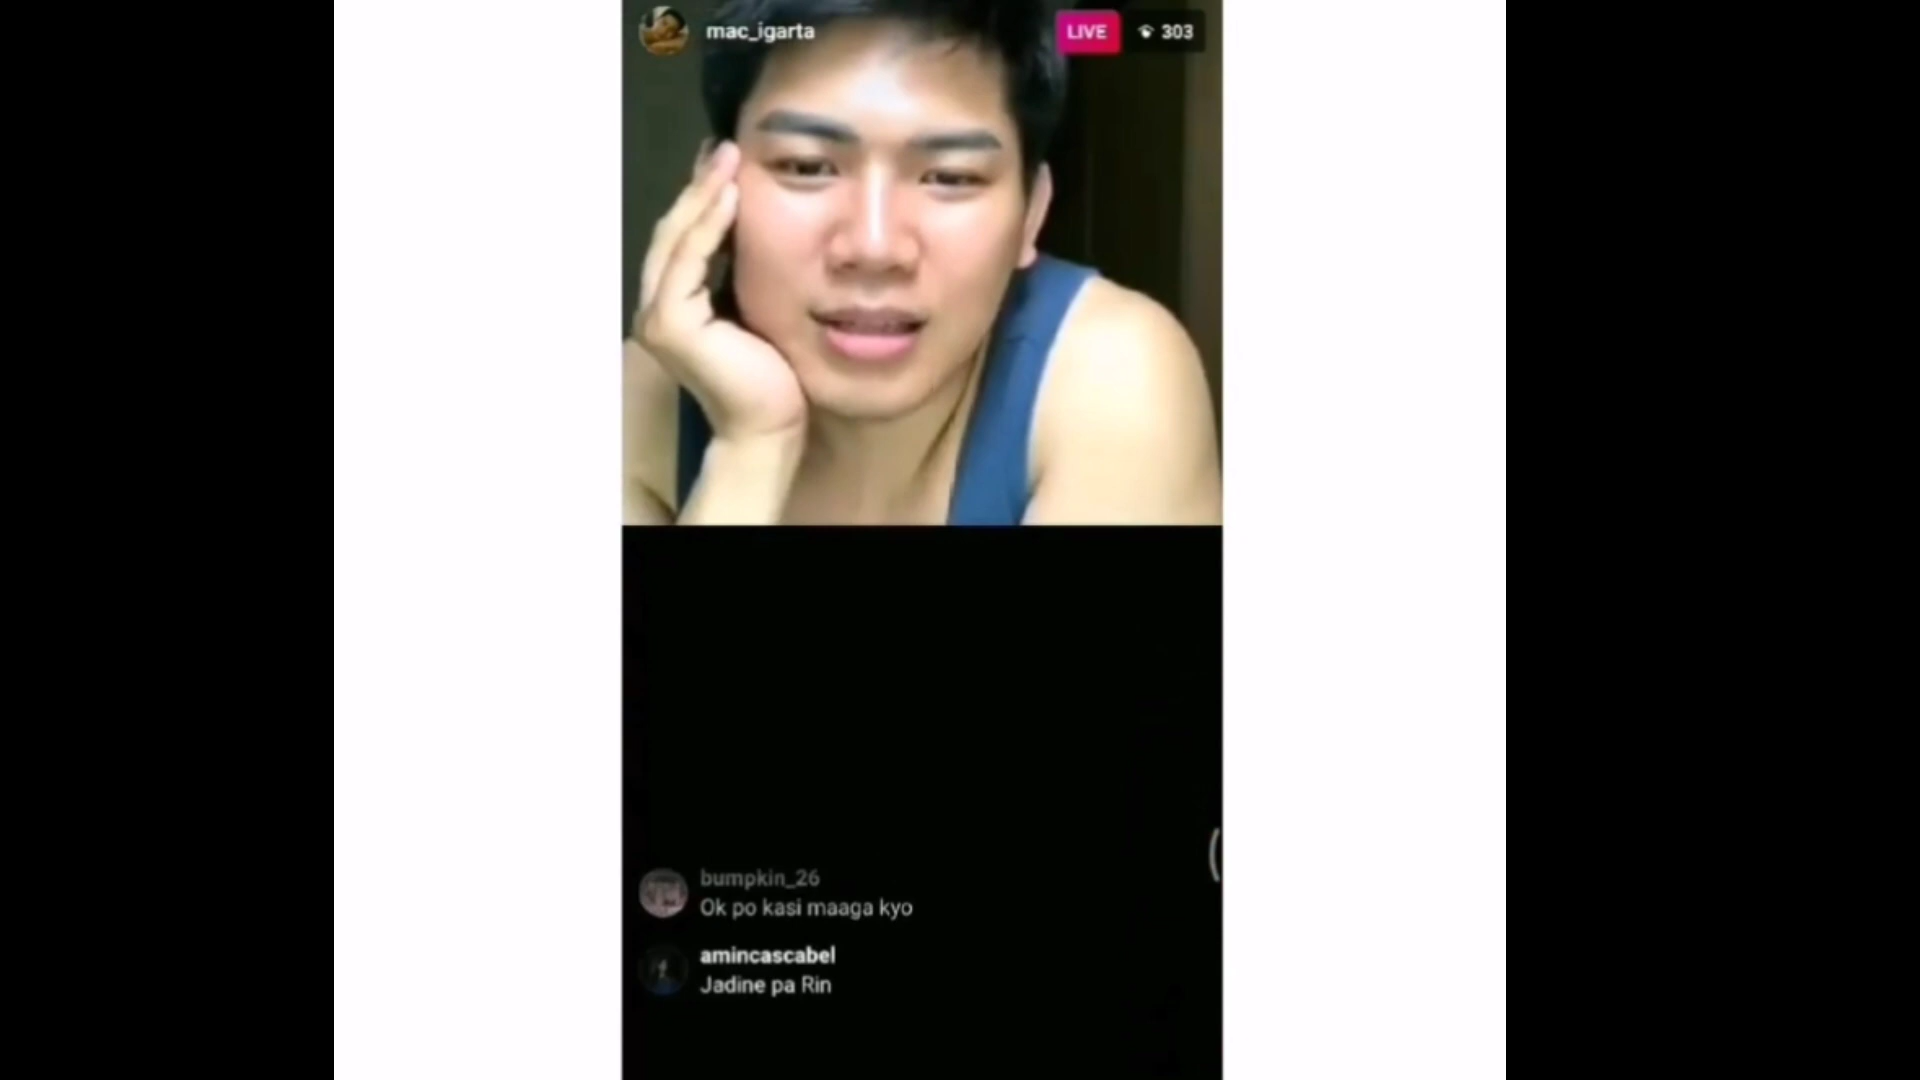 mac_igarta
LIVE
303
bumpkin_26
Ok po kasi maaga kyo
amincascabel
Jadine pa Rin